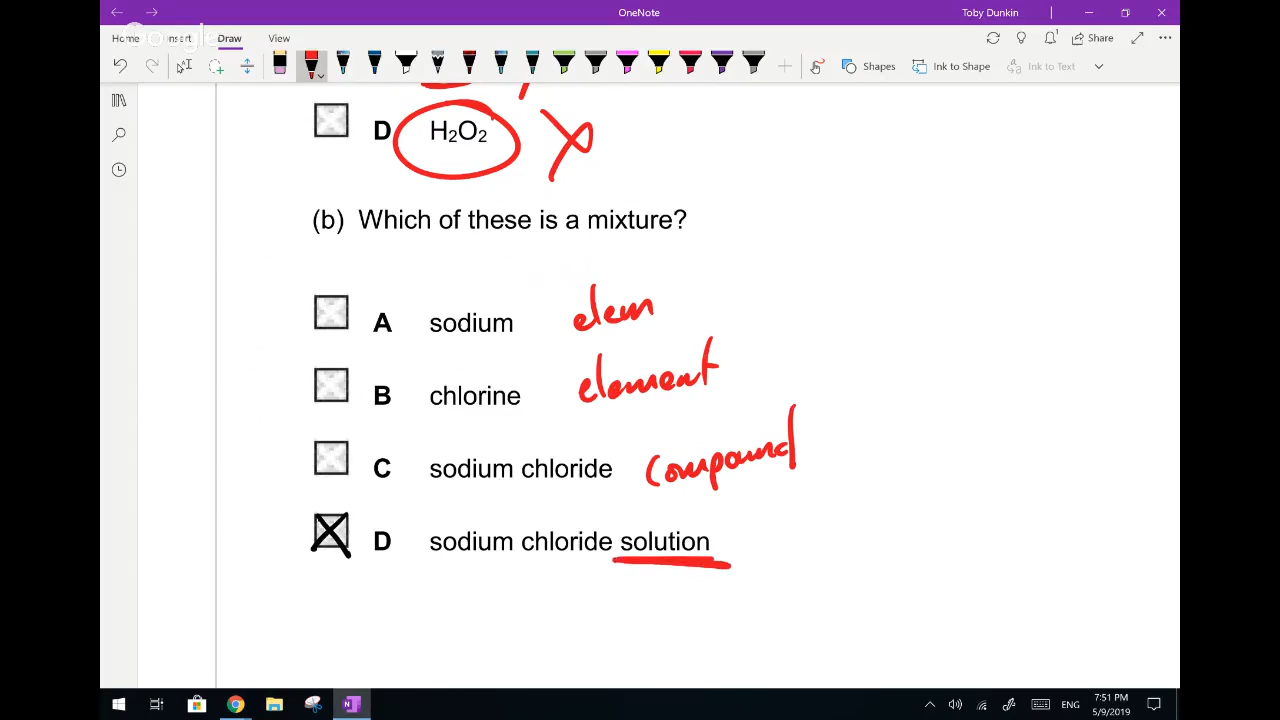 OneNote
Toby Dunkin
Google
Home Insert Draw View
Share
Shapes Ink to Shape Ink to Text
D H₂O₂
(b) Which of these is a mixture?
A sodium elem
B chlorine element
C sodium chloride compound
D sodium chloride solution
7:51 PM
ENG
5/9/2019